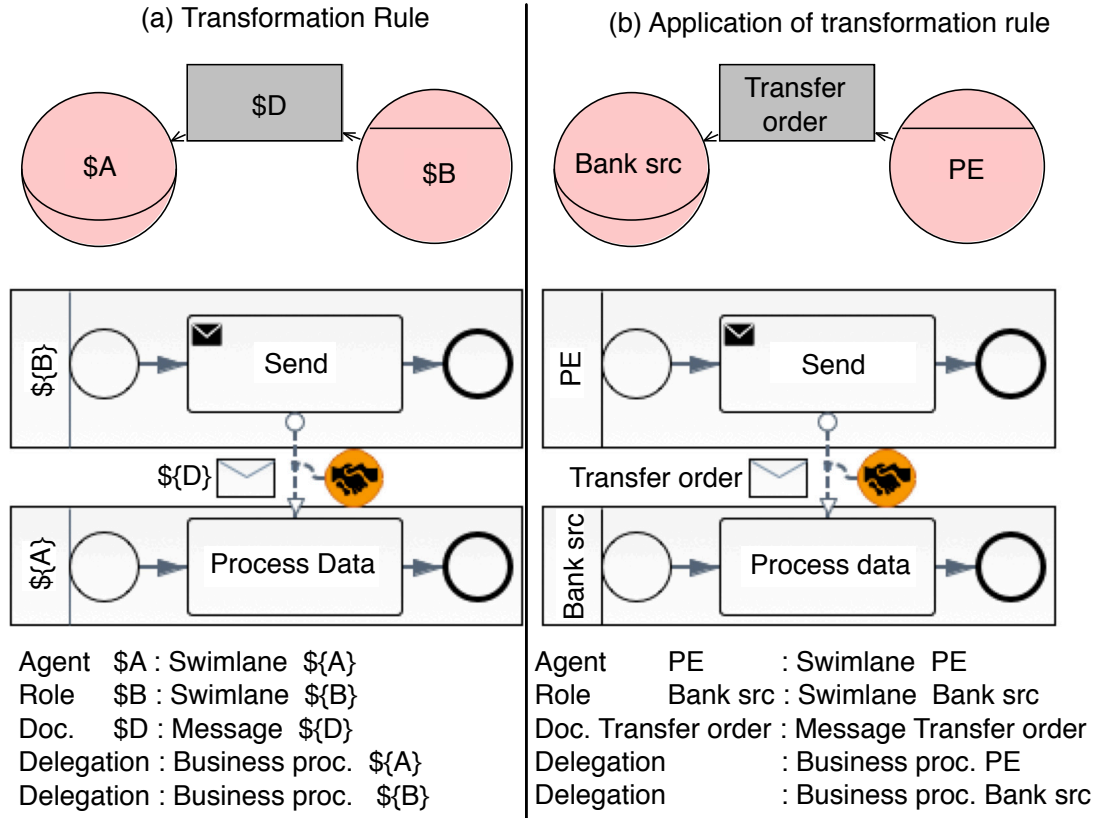 (a) Transformation Rule
$D
$A
$B
${B}
Send
${D}
${A}
Process Data
Agent $A : Swimlane ${A}
Role $B : Swimlane ${B}
Doc. $D : Message ${D}
Delegation : Business proc. ${A}
Delegation : Business proc. ${B}
(b) Application of transformation rule
Transfer
order
Bank src
PE
PE
Send
Transfer order
Bank src
Process data
Agent PE : Swimlane PE
Role Bank src : Swimlane Bank src
Doc. Transfer order : Message Transfer order
Delegation : Business proc. PE
Delegation : Business proc. Bank src